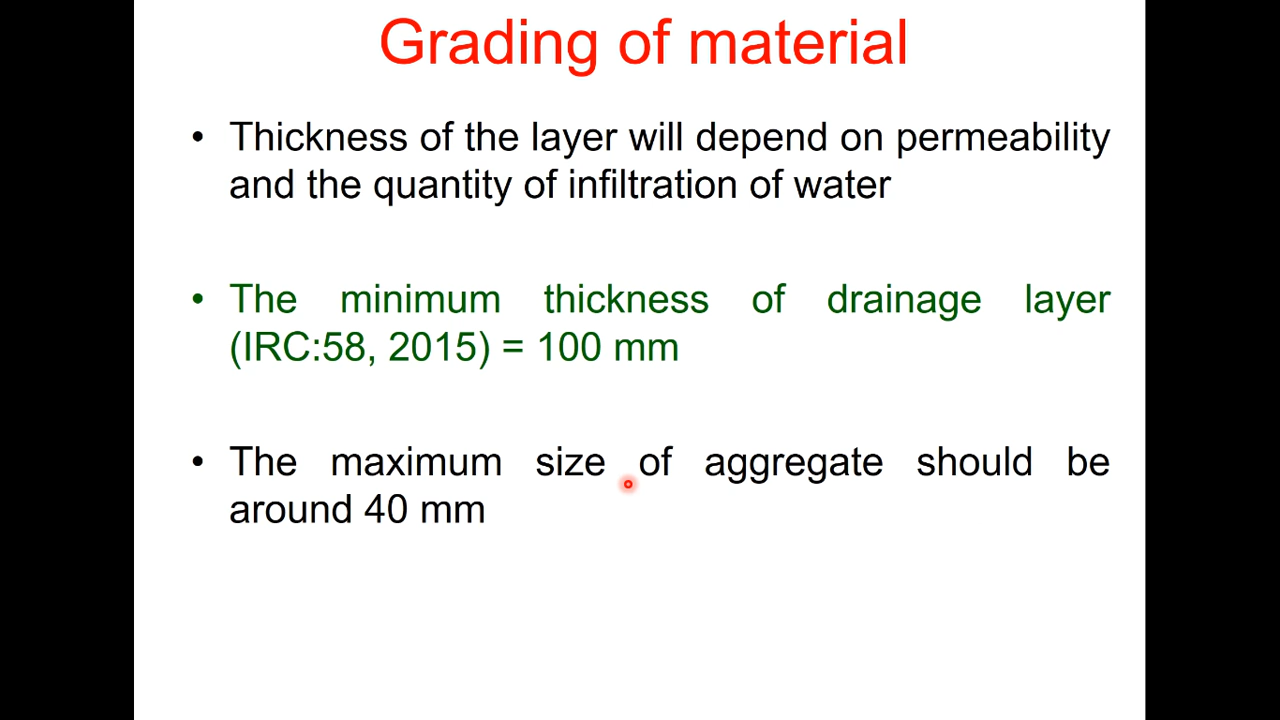 Grading of material
• Thickness of the layer will depend on permeability
and the quantity of infiltration of water
• The minimum thickness of drainage layer
(IRC:58, 2015) = 100 mm
• The maximum size of aggregate should be
around 40 mm